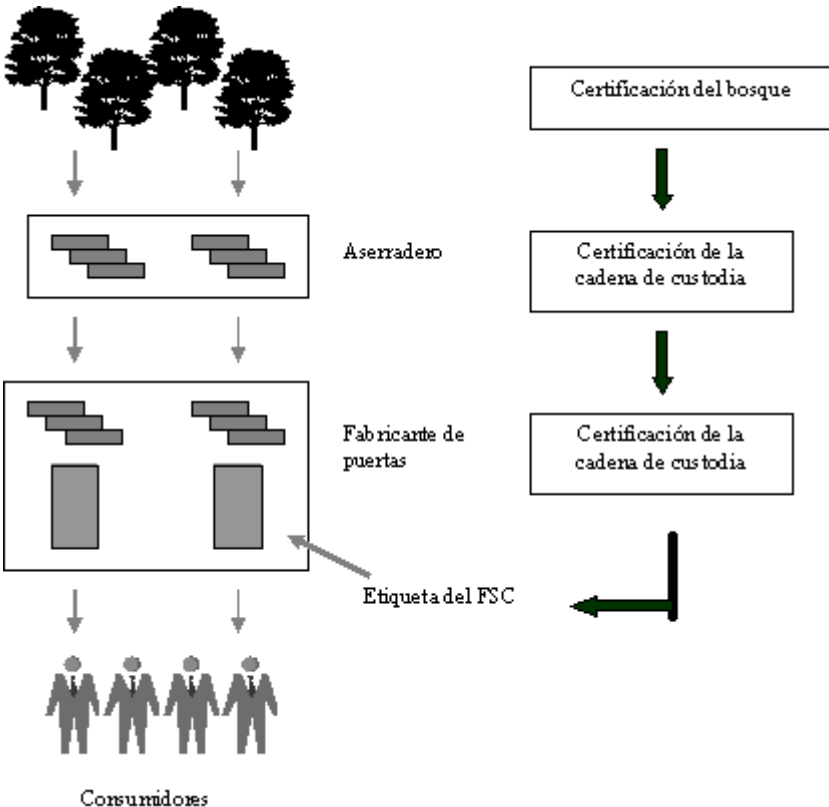 Certificación del bosque
Aserradero
Certificación de la
cadena de custodia
Fabricante de
puertas
Certificación de la
cadena de custodia
Etiqueta del FSC
Consumidores